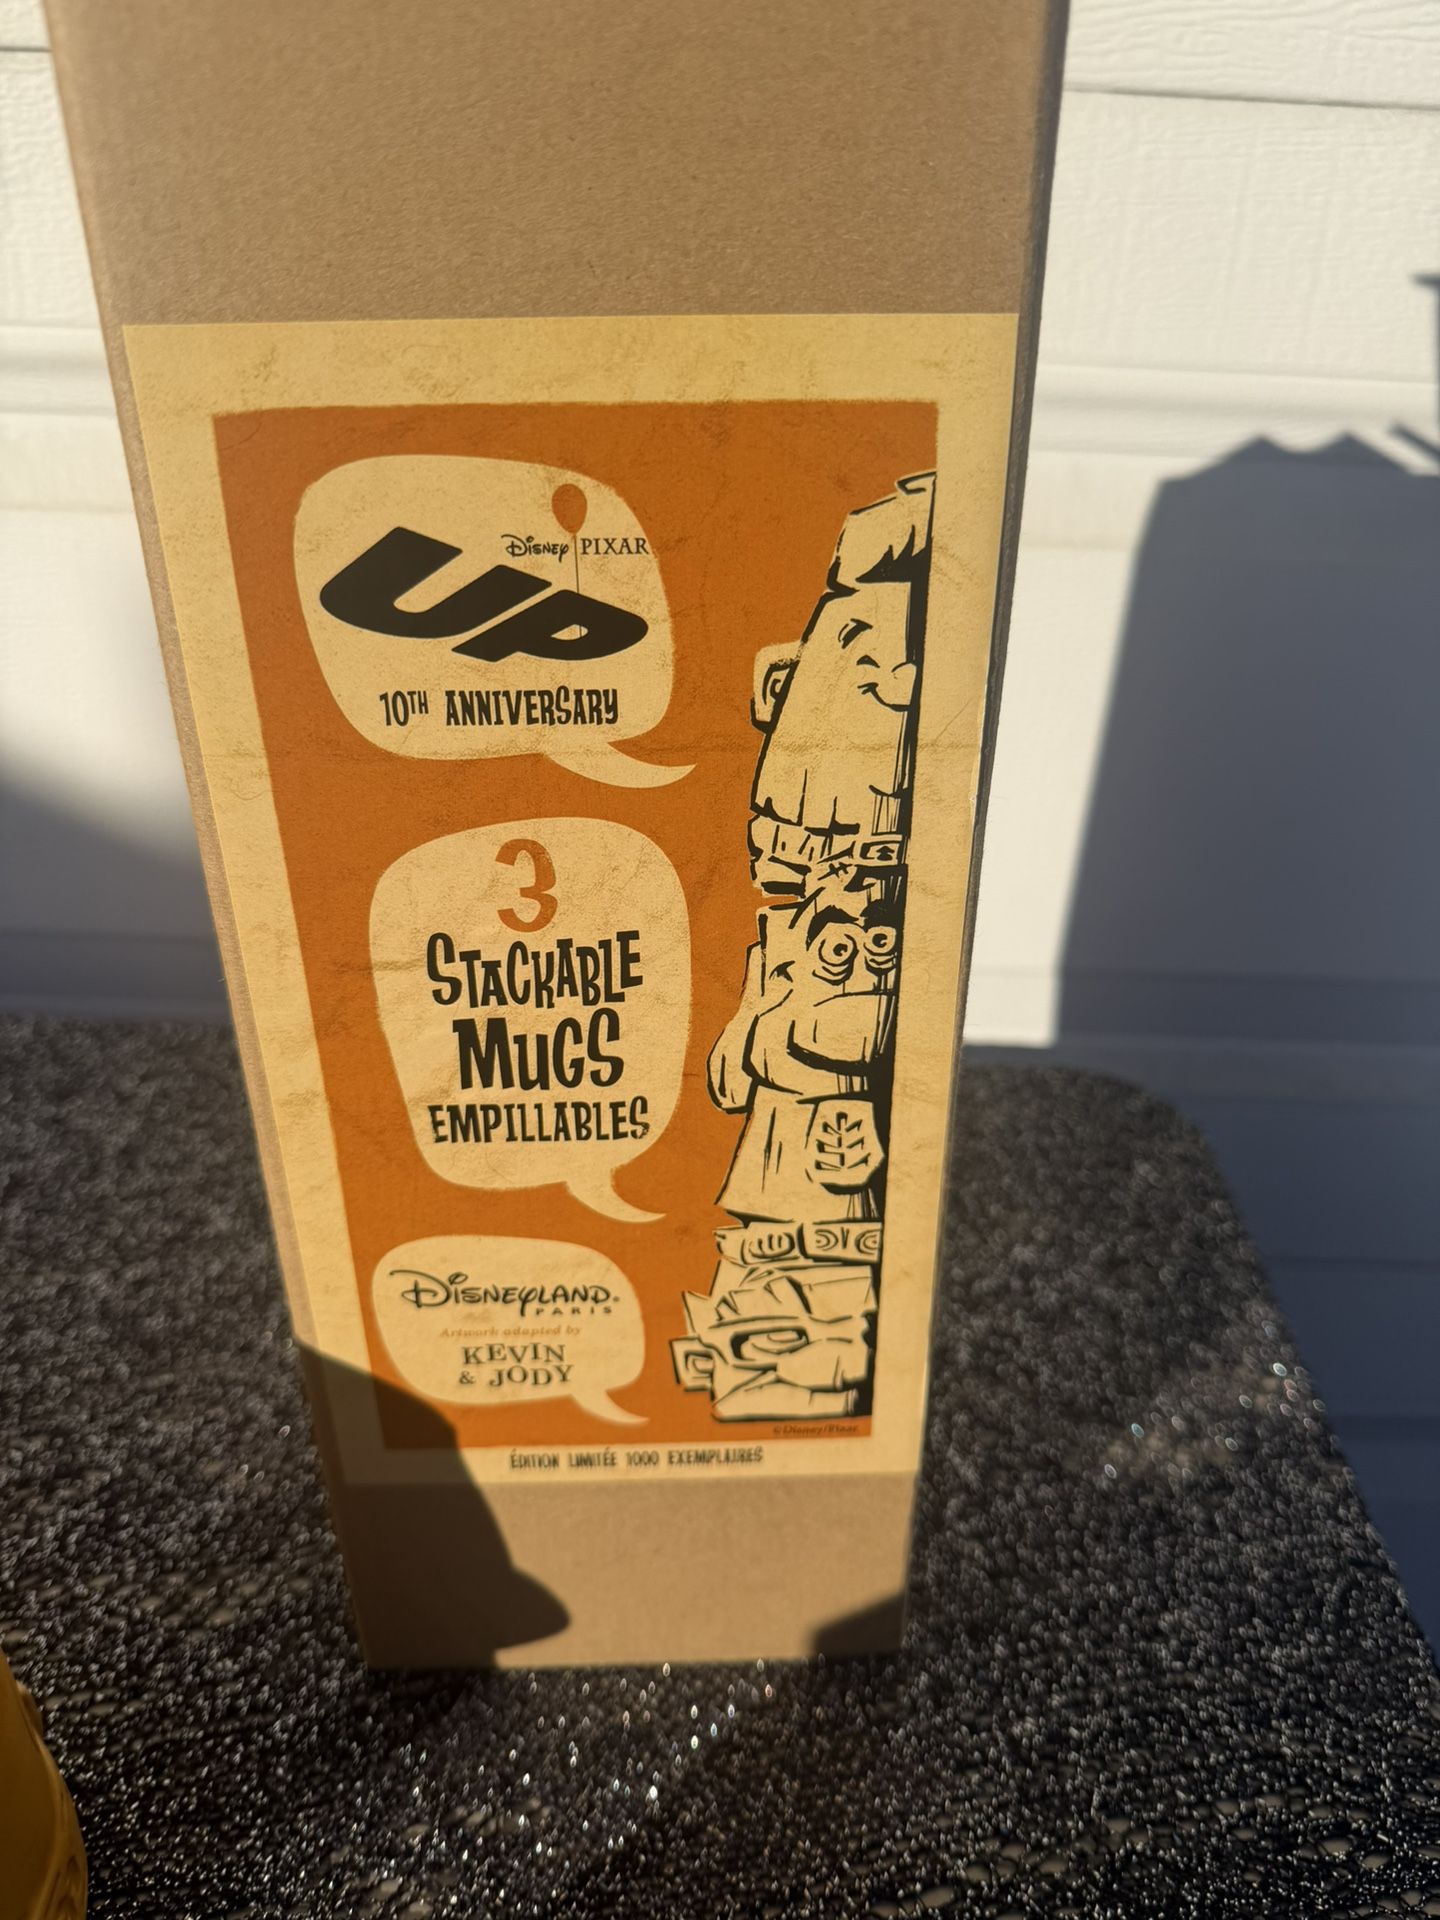 Disney PIXAR
UP
10TH ANNIVERSARY
3
STACKABLE
MUGS
EMPILLABLES
Disneyland.
PARIS
Artwork adapted by
KEVIN
& JODY
©Disney/Pixar
ÉDITION LIMITÉE 1000 EXEMPLAIRES